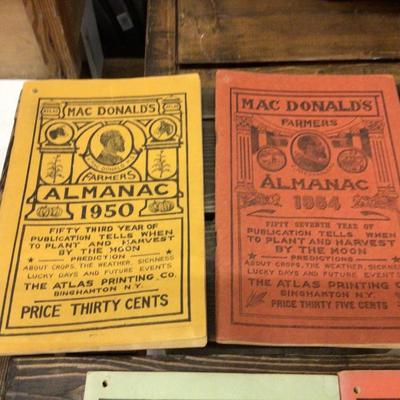 MAC DONALD'S
FARMERS
ALMANAC
1950
FIFTY THIRD YEAR OF
PUBLICATION TELLS WHEN
TO PLANT AND HARVEST
BY THE MOON
PREDICTION
ABOUT CROPS, THE WEATHER, SICKNESS
LUCKY DAYS AND FUTURE EVENTS
THE ATLAS PRINTING CO.
BINGHAMTON N.Y.
PRICE THIRTY CENTS
MAC DONALD'S
FARMERS
ALMANAC
1954
FIFTY SEVENTH YEAR OF
PUBLICATION TELLS WHEN
TO PLANT AND HARVEST
BY THE MOON
PREDICTIONS
ABOUT CROPS, THE WEATHER, SICKNESS,
LUCKY DAYS AND FUTURE EVENTS
THE ATLAS PRINTING CO
BINGHAMTON N.Y.
PRICE THIRTY FIVE CENTS